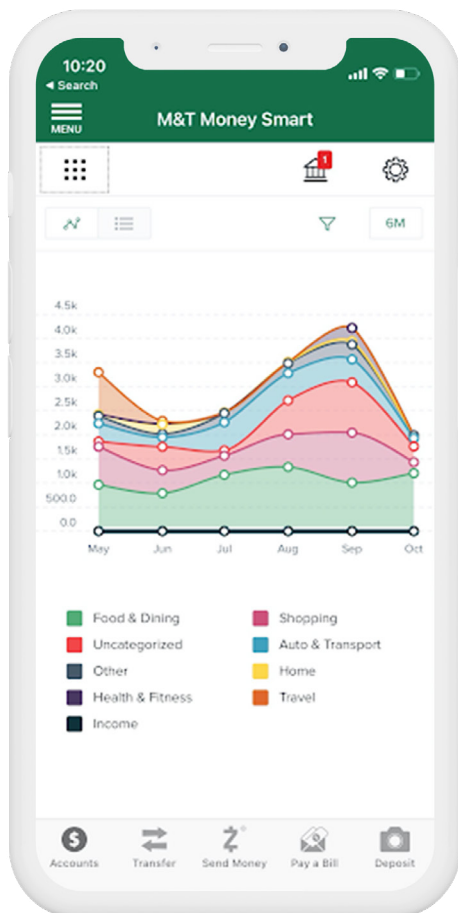 10:20
Search
MENU
M&T Money Smart
1
6M
4.5k
4.0k
3.5k
3.0k
2.5k
2.0k
1.5k
1.0k
500.0
0.0
May Jun Jul Aug Sep Oct
Food & Dining Shopping
Uncategorized Auto & Transport
Other Home
Health & Fitness Travel
Income
Accounts Transfer Send Money Pay a Bill Deposit